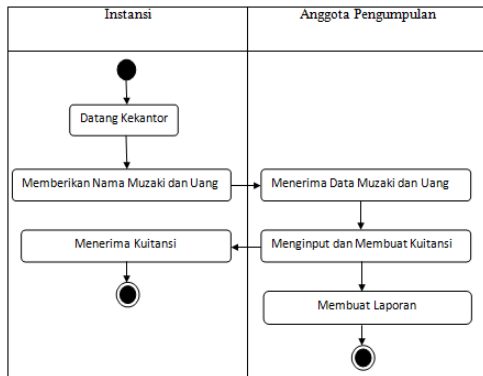 Instansi
Anggota Pengumpulan
Datang Kekantor
Memberikan Nama Muzaki dan Uang
Menerima Data Muzaki dan Uang
Menerima Kuitansi
Menginput dan Membuat Kuitansi
Membuat Laporan